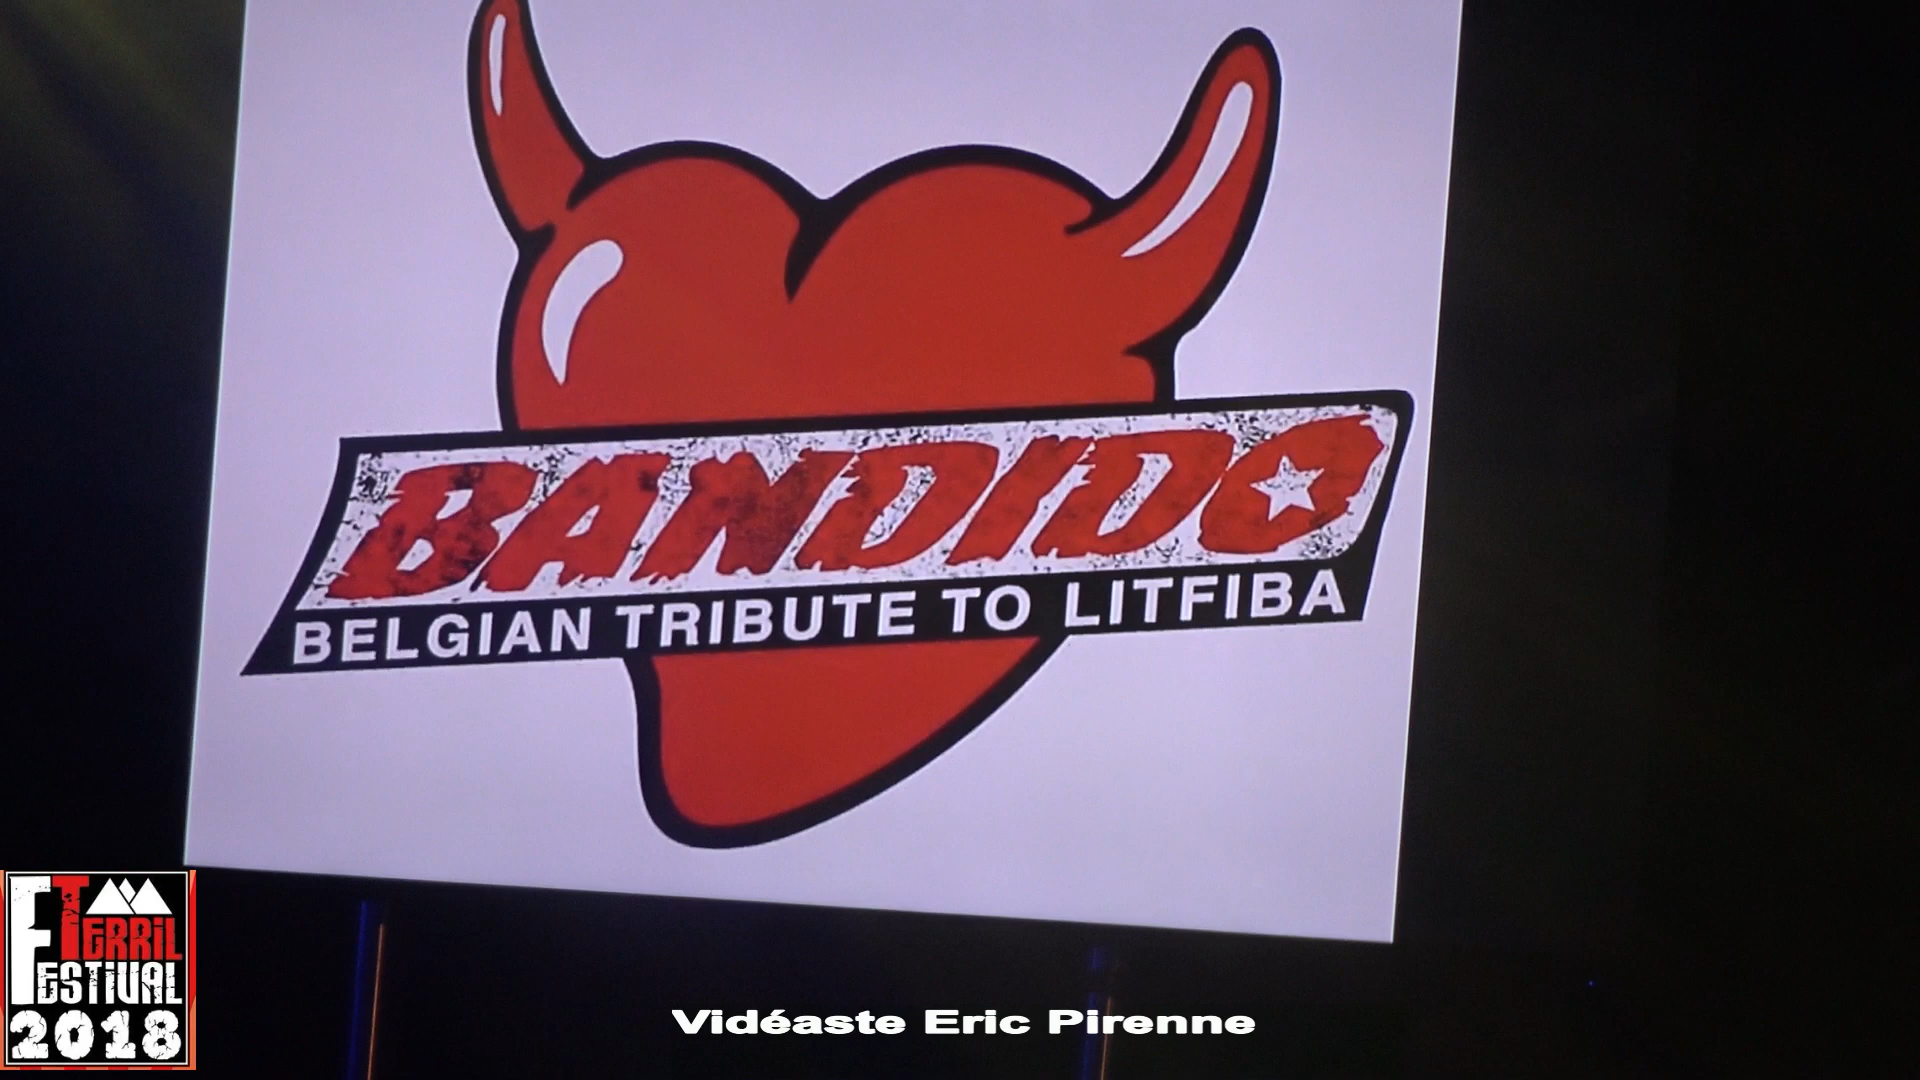 BANDIDO
BELGIAN TRIBUTE TO LITFIBA
TERRIL
FESTIVAL
2018
Vidéaste Eric Pirenne